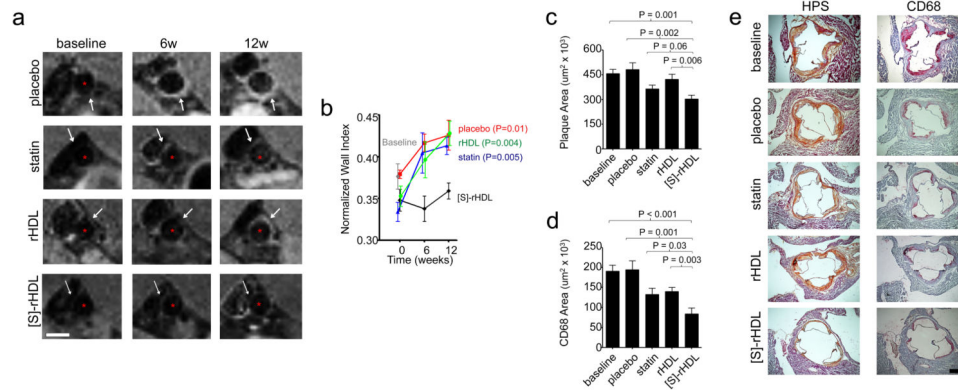 a
baseline
6w
12w
placebo
statin
rHDL
[S]-rHDL
b
Normalized Wall Index
0.45
0.40
0.35
0.30
Baseline
placebo (P=0.01)
rHDL (P=0.004)
statin (P=0.005)
[S]-rHDL
0
6
12
Time (weeks)
c
P = 0.001
P = 0.002
P = 0.06
P = 0.006
Plaque Area (um² x 10³)
600
450
300
150
0
baseline
placebo
statin
rHDL
[S]-rHDL
d
P < 0.001
P = 0.001
P = 0.03
P = 0.003
CD68 Area (um² x 10³)
250
200
150
100
50
0
baseline
placebo
statin
rHDL
[S]-rHDL
e
HPS
CD68
baseline
placebo
statin
rHDL
[S]-rHDL